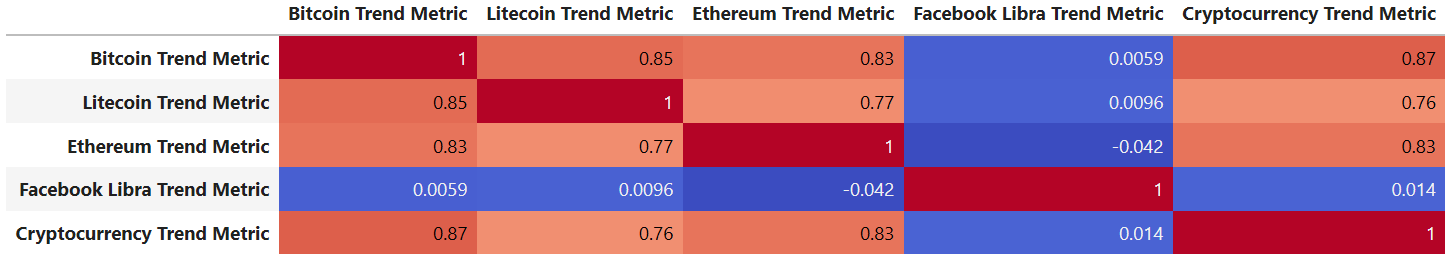 Bitcoin Trend Metric Litecoin Trend Metric Ethereum Trend Metric Facebook Libra Trend Metric Cryptocurrency Trend Metric
Bitcoin Trend Metric 1 0.85 0.83 0.0059 0.87
Litecoin Trend Metric 0.85 1 0.77 0.0096 0.76
Ethereum Trend Metric 0.83 0.77 1 -0.042 0.83
Facebook Libra Trend Metric 0.0059 0.0096 -0.042 1 0.014
Cryptocurrency Trend Metric 0.87 0.76 0.83 0.014 1